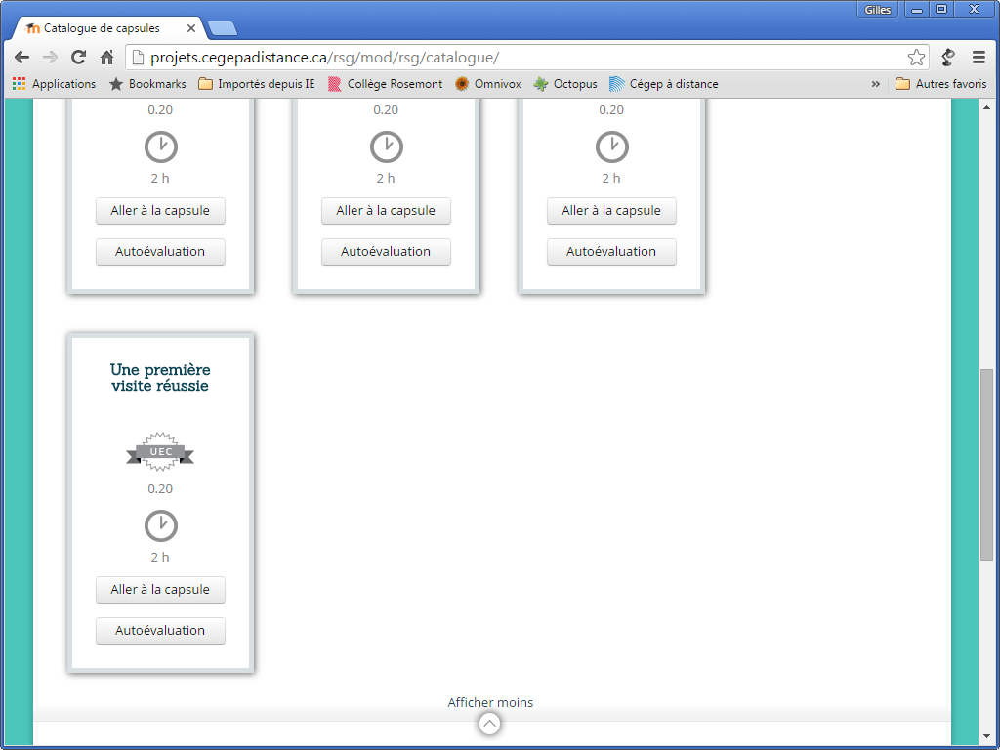 Gilles
Catalogue de capsules
projets.cegepadistance.ca/rsg/mod/rsg/catalogue/
Applications Bookmarks Importés depuis IE Collège Rosemont Omnivox Octopus Cégep à distance » Autres favoris
0.20 0.20 0.20
2 h 2 h 2 h
Aller à la capsule Aller à la capsule Aller à la capsule
Autoévaluation Autoévaluation Autoévaluation
Une première
visite réussie
UEC
0.20
2 h
Aller à la capsule
Autoévaluation
Afficher moins